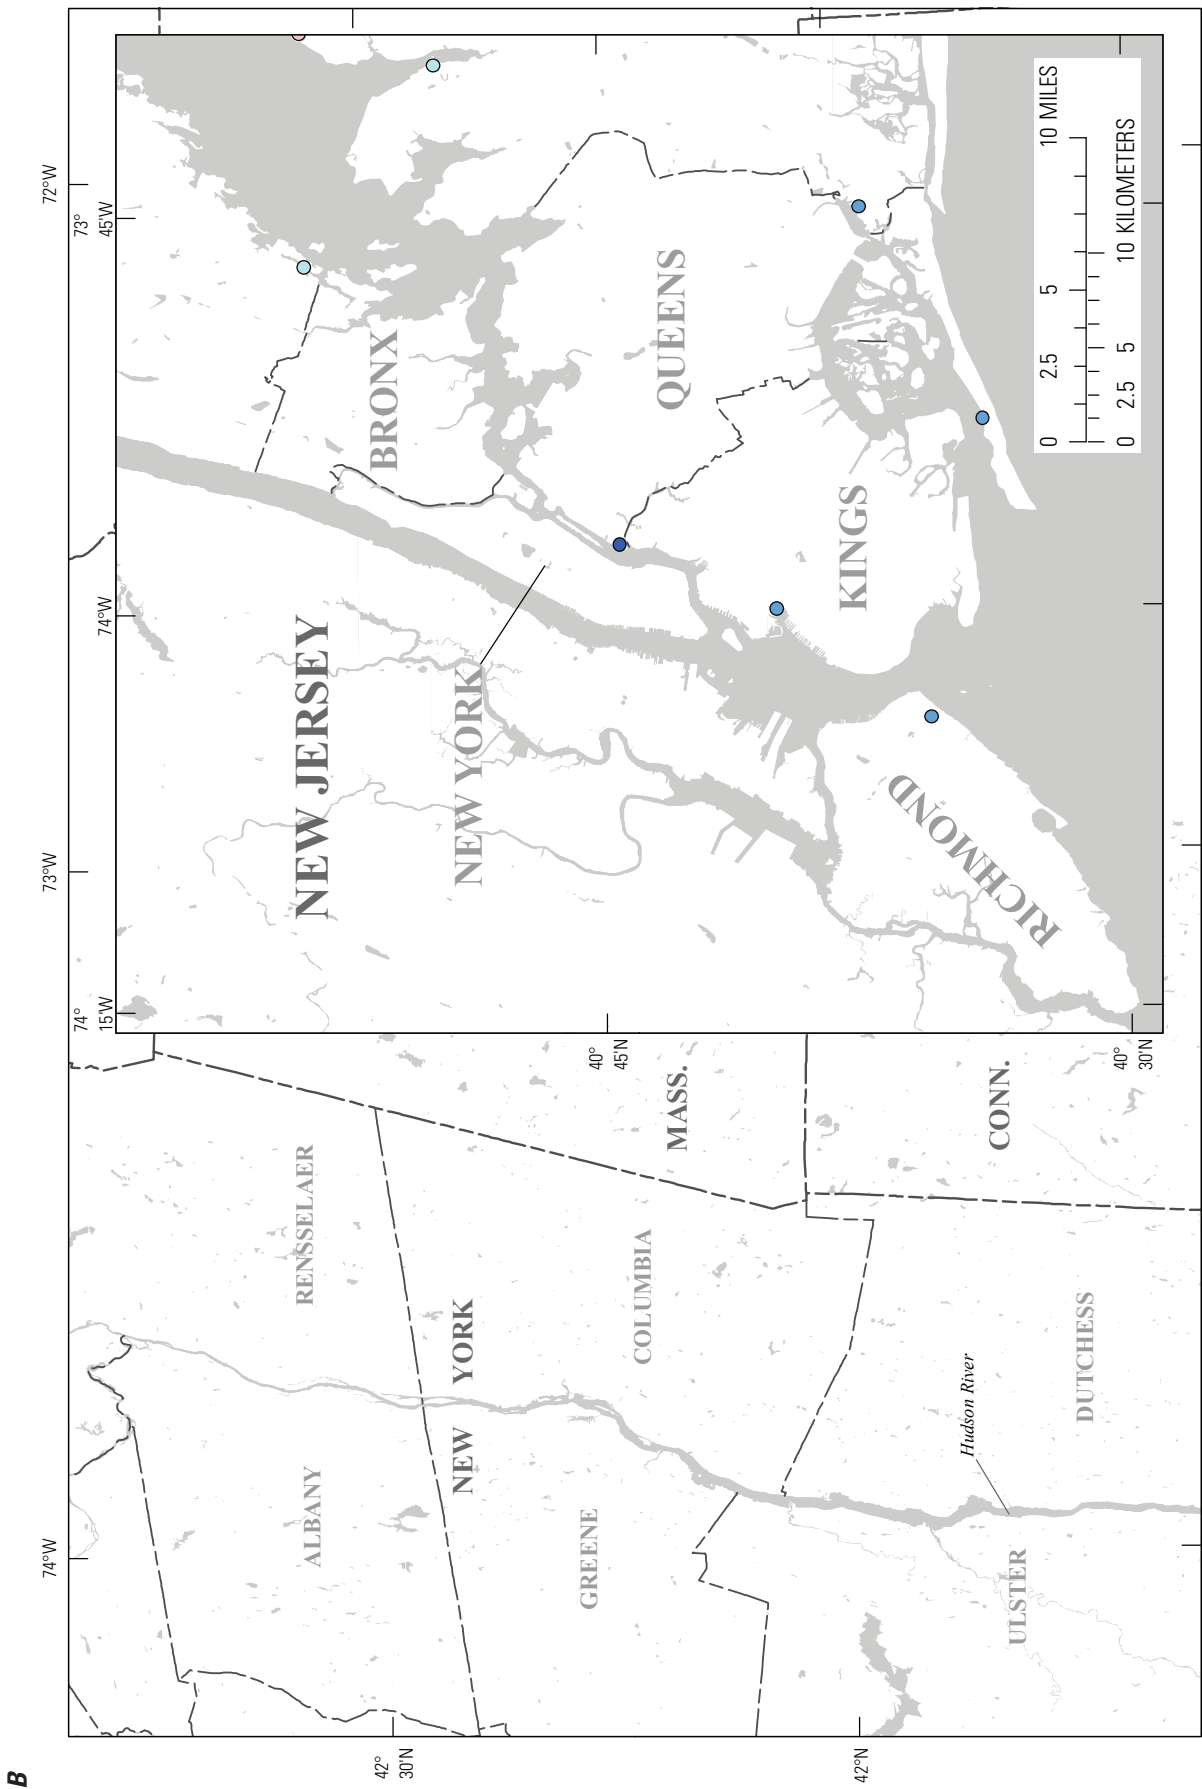 B
74°W
73°W
72°W
74°
15'W
74°W
73°
45'W
42°
30'N
42°N
40°
45'N
40°
30'N
ALBANY
RENSSELAER
NEW YORK
GREENE
COLUMBIA
MASS.
CONN.
Hudson River
ULSTER
DUTCHESS
NEW JERSEY
NEW YORK
BRONX
QUEENS
KINGS
RICHMOND
0 2.5 5 10 MILES
0 2.5 5 10 KILOMETERS